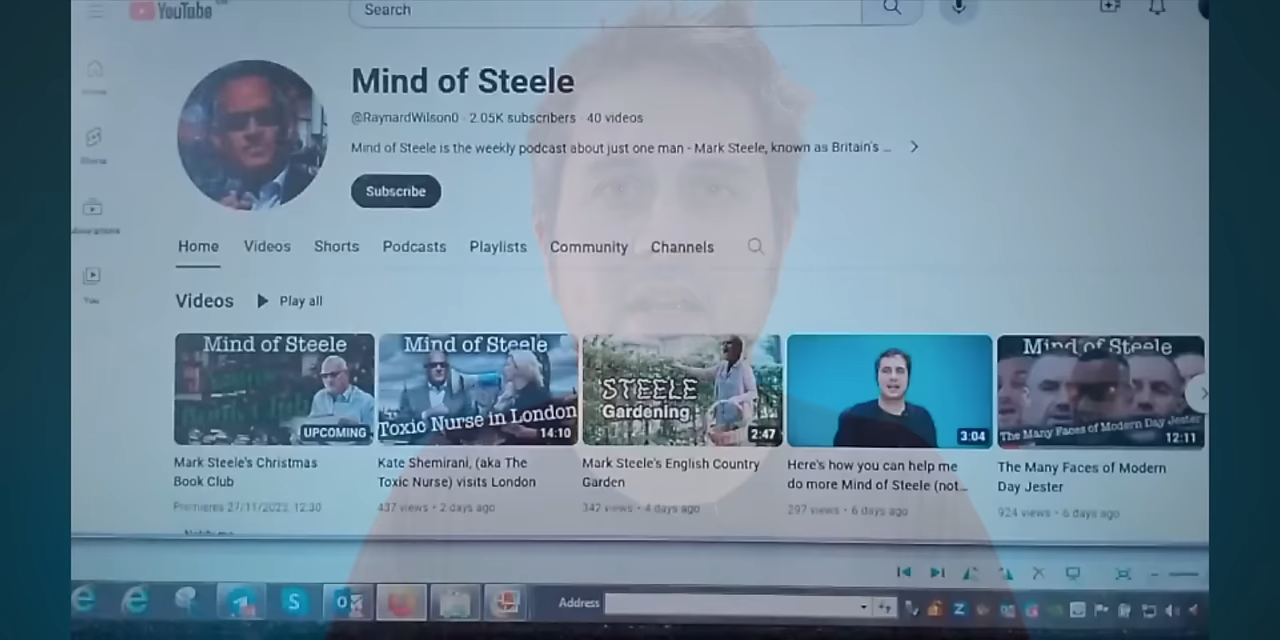 YouTube
Search
Mind of Steele
@RaynardWilson0 · 2.05K subscribers · 40 videos
Mind of Steele is the weekly podcast about just one man - Mark Steele, known as Britain's ...
Subscribe
Home Videos Shorts Podcasts Playlists Community Channels
Videos Play all
Mind of Steele
UPCOMING
Mind of Steele
Toxic Nurse in London
14:10
STEELE
Gardening
2:47
3:04
Mind of Steele
The Many Faces of Modern Day Jester
12:11
Mark Steele's Christmas
Book Club
Kate Shemirani, (aka The
Toxic Nurse) visits London
Mark Steele's English Country
Garden
Here's how you can help me
do more Mind of Steele (not...
The Many Faces of Modern
Day Jester
Premieres 27/11/2023, 12:30
437 views • 2 days ago
342 views • 4 days ago
297 views • 6 days ago
924 views • 6 days ago
Address